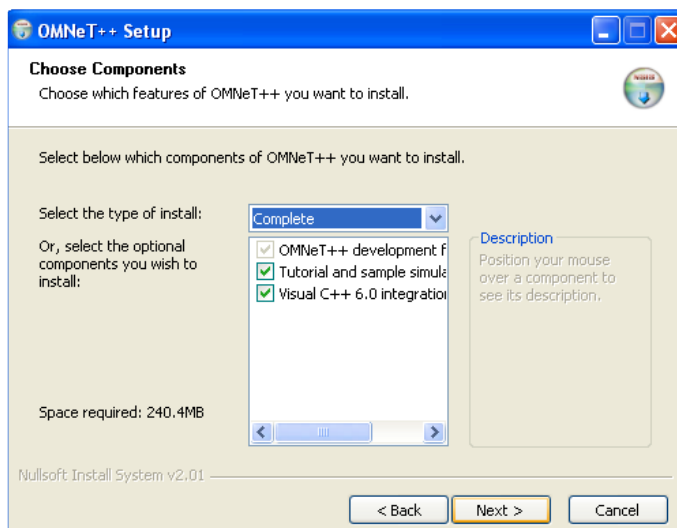 OMNeT++ Setup
Choose Components
Choose which features of OMNeT++ you want to install.
Select below which components of OMNeT++ you want to install.
Select the type of install:
Complete
Or, select the optional
components you wish to
install:
OMNeT++ development f
Tutorial and sample simula
Visual C++ 6.0 integration
Description
Position your mouse
over a component to
see its description.
Space required: 240.4MB
Nullsoft Install System v2.01
< Back
Next >
Cancel